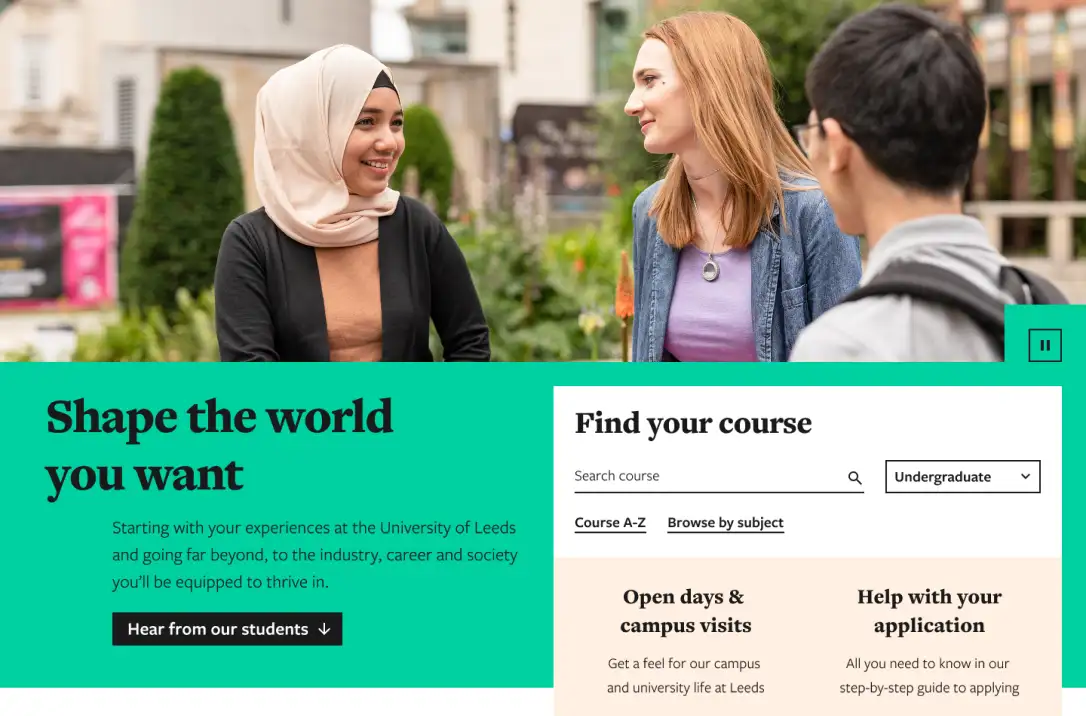 Shape the world
you want
Starting with your experiences at the University of Leeds
and going far beyond, to the industry, career and society
you'll be equipped to thrive in.
Hear from our students
Find your course
Search course
Undergraduate
Course A-Z
Browse by subject
Open days &
campus visits
Get a feel for our campus
and university life at Leeds
Help with your
application
All you need to know in our
step-by-step guide to applying